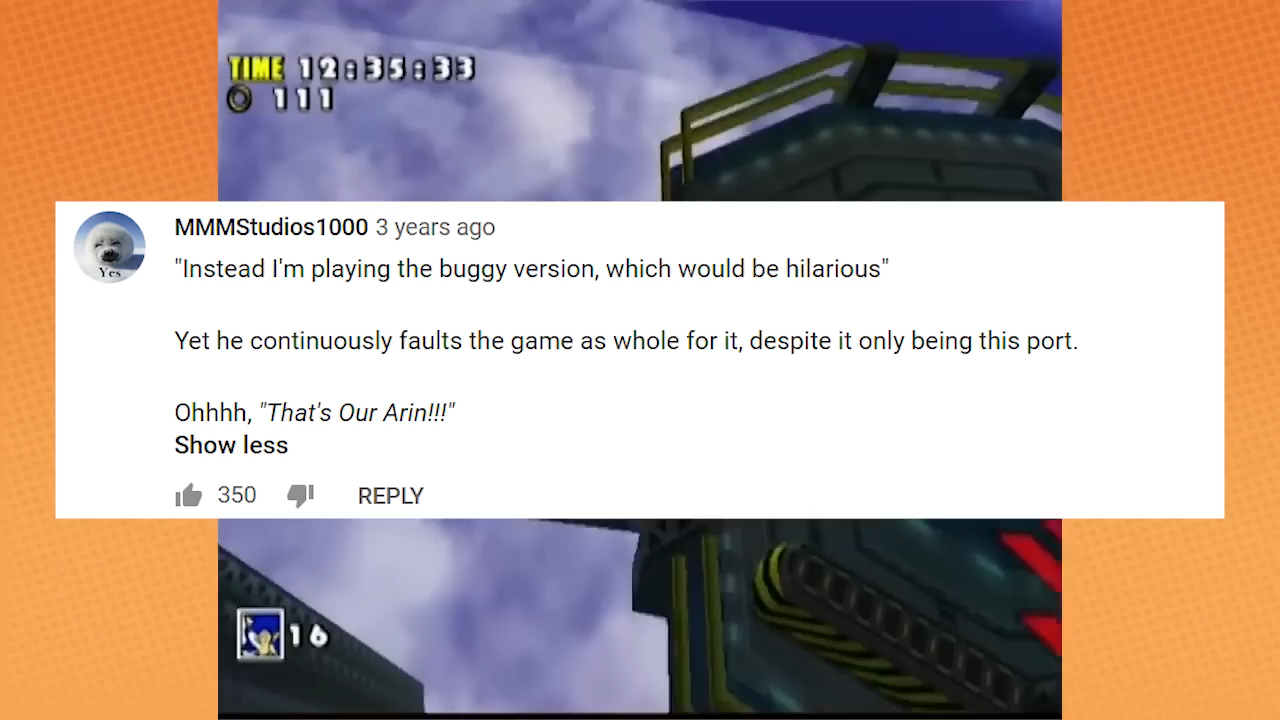 TIME 12:35:33
111
MMMStudios1000 3 years ago
"Instead I'm playing the buggy version, which would be hilarious"
Yet he continuously faults the game as whole for it, despite it only being this port.
Ohhhh, "That's Our Arin!!!"
Show less
350 REPLY
Yes
16